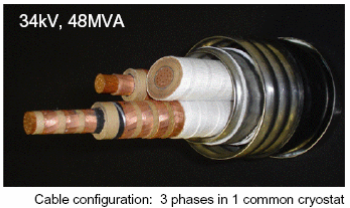 34kV, 48MVA
Cable configuration:  3 phases in 1 common cryostat